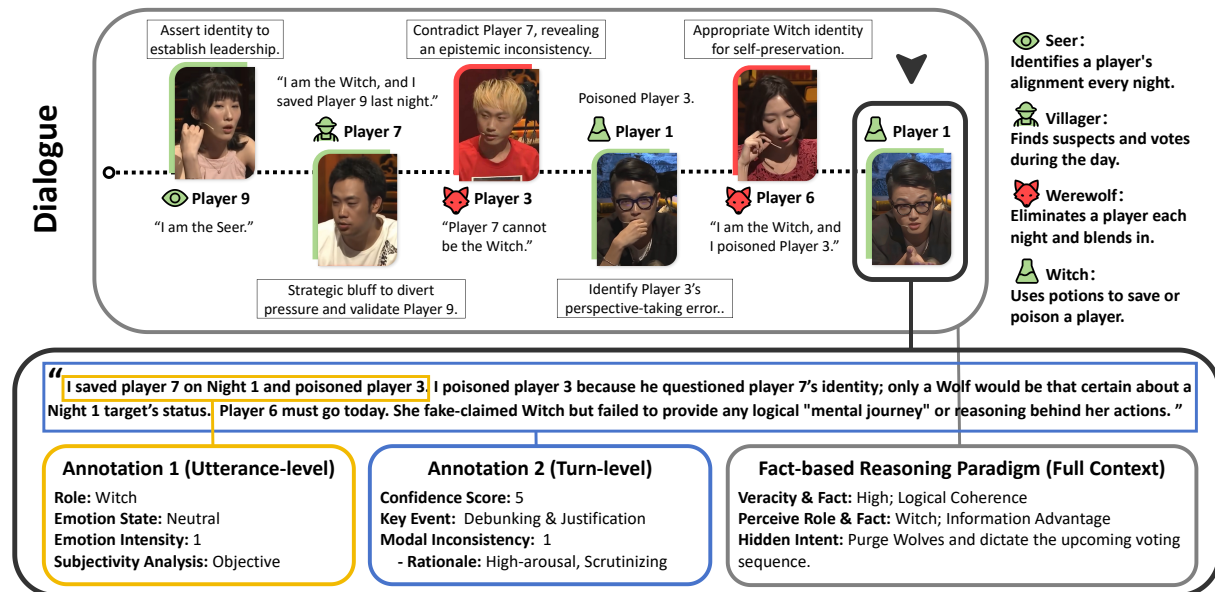 Dialogue
Assert identity to
establish leadership.
Contradict Player 7, revealing
an epistemic inconsistency.
Appropriate Witch identity
for self-preservation.
“I am the Witch, and I
saved Player 9 last night.”
Player 7
Poisoned Player 3.
Player 1
Player 1
Player 9
“I am the Seer.”
Player 3
“Player 7 cannot
be the Witch.”
Player 6
“I am the Witch, and
I poisoned Player 3.”
Strategic bluff to divert
pressure and validate Player 9.
Identify Player 3’s
perspective-taking error..
Seer:
Identifies a player's
alignment every night.
Villager:
Finds suspects and votes
during the day.
Werewolf:
Eliminates a player each
night and blends in.
Witch:
Uses potions to save or
poison a player.
“ I saved player 7 on Night 1 and poisoned player 3. I poisoned player 3 because he questioned player 7’s identity; only a Wolf would be that certain about a
Night 1 target’s status. Player 6 must go today. She fake-claimed Witch but failed to provide any logical "mental journey" or reasoning behind her actions. ”
Annotation 1 (Utterance-level)
Role: Witch
Emotion State: Neutral
Emotion Intensity: 1
Subjectivity Analysis: Objective
Annotation 2 (Turn-level)
Confidence Score: 5
Key Event: Debunking & Justification
Modal Inconsistency: 1
- Rationale: High-arousal, Scrutinizing
Fact-based Reasoning Paradigm (Full Context)
Veracity & Fact: High; Logical Coherence
Perceive Role & Fact: Witch; Information Advantage
Hidden Intent: Purge Wolves and dictate the upcoming voting
sequence.